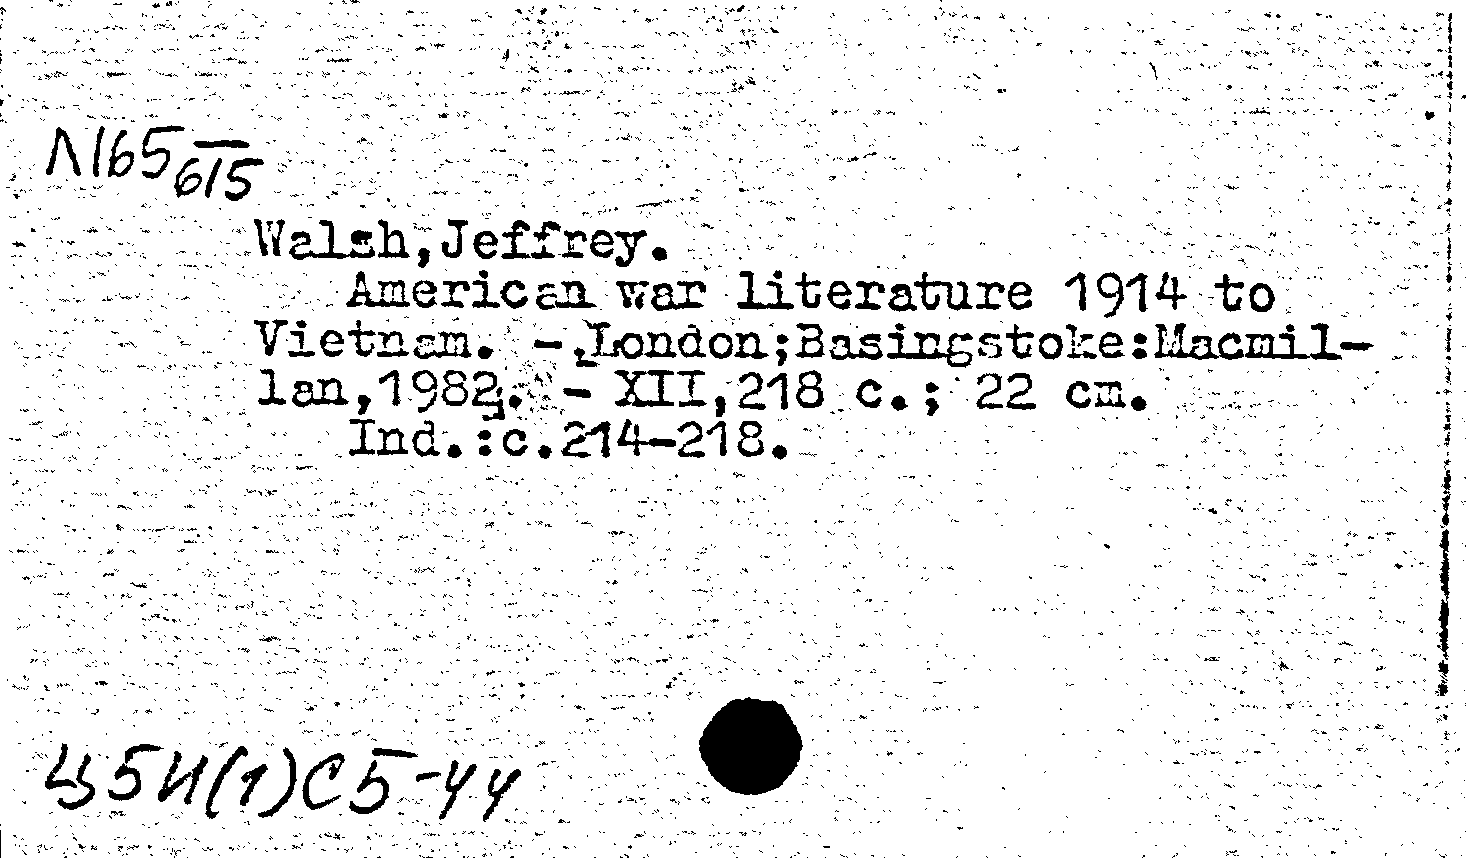 Л165 615
Walsh,Jeffrey.
American war literature 1914 to
Vietnam. - London;Basingstoke:Macmil-
lan,1982. - XII,218 c.; 22 cm.
Ind.:c.214-218.
Ш5И(1)С5-44